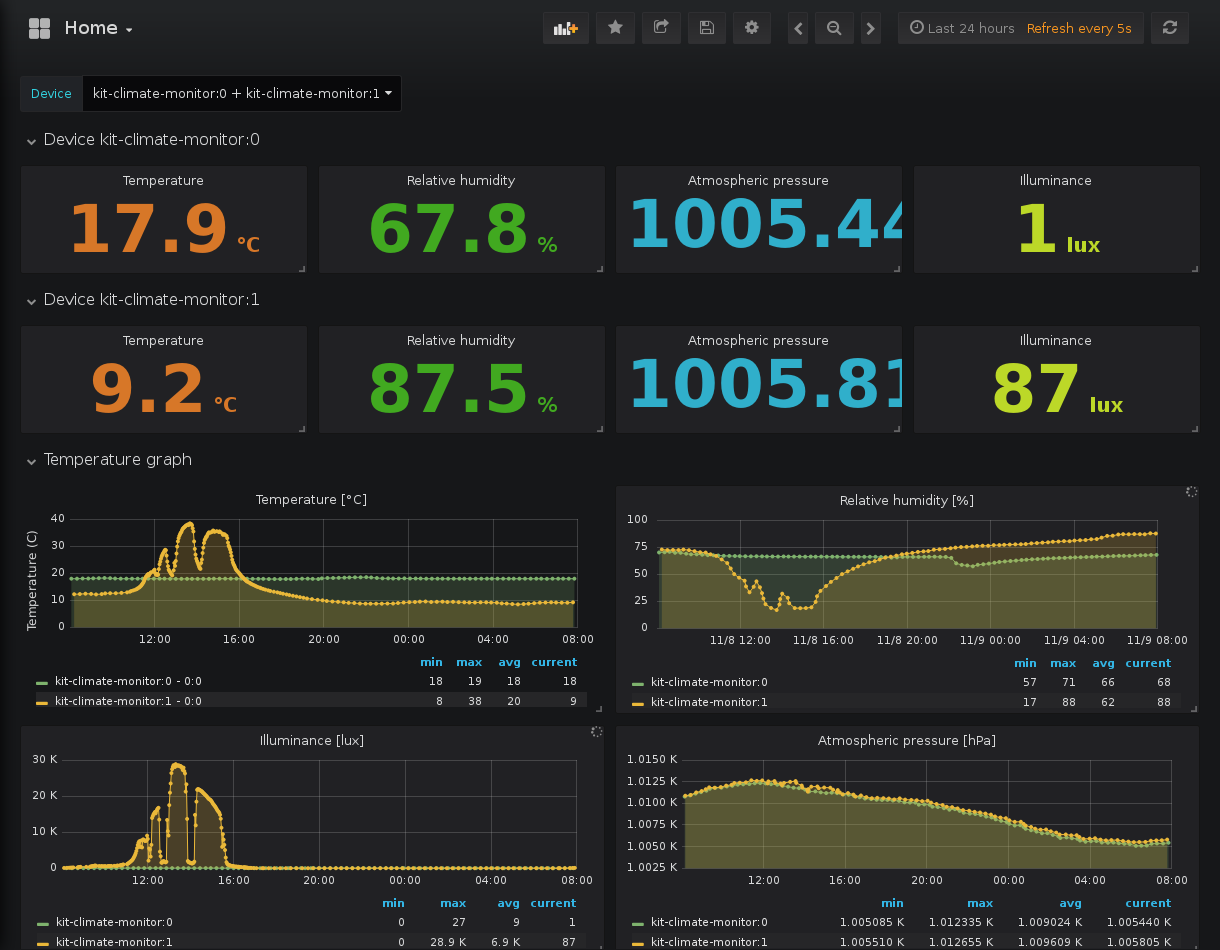 Home
Last 24 hours Refresh every 5s
Device kit-climate-monitor:0 + kit-climate-monitor:1
Device kit-climate-monitor:0
Temperature Relative humidity Atmospheric pressure Illuminance
17.9 °C 67.8 % 1005.44 1 lux
Device kit-climate-monitor:1
Temperature Relative humidity Atmospheric pressure Illuminance
9.2 °C 87.5 % 1005.81 87 lux
Temperature graph
Temperature [°C]
Temperature (C)
40
30
20
10
0
12:00 16:00 20:00 00:00 04:00 08:00
min max avg current
kit-climate-monitor:0 - 0:0 18 19 18 18
kit-climate-monitor:1 - 0:0 8 38 20 9
Relative humidity [%]
100
75
50
25
0
11/8 12:00 11/8 16:00 11/8 20:00 11/9 00:00 11/9 04:00 11/9 08:00
min max avg current
kit-climate-monitor:0 57 71 66 68
kit-climate-monitor:1 17 88 62 88
Illuminance [lux]
30 K
20 K
10 K
0
12:00 16:00 20:00 00:00 04:00 08:00
min max avg current
kit-climate-monitor:0 0 27 9 1
kit-climate-monitor:1 0 28.9 K 6.9 K 87
Atmospheric pressure [hPa]
1.0150 K
1.0125 K
1.0100 K
1.0075 K
1.0050 K
1.0025 K
12:00 16:00 20:00 00:00 04:00 08:00
min max avg current
kit-climate-monitor:0 1.005085 K 1.012335 K 1.009024 K 1.005440 K
kit-climate-monitor:1 1.005510 K 1.012655 K 1.009609 K 1.005805 K